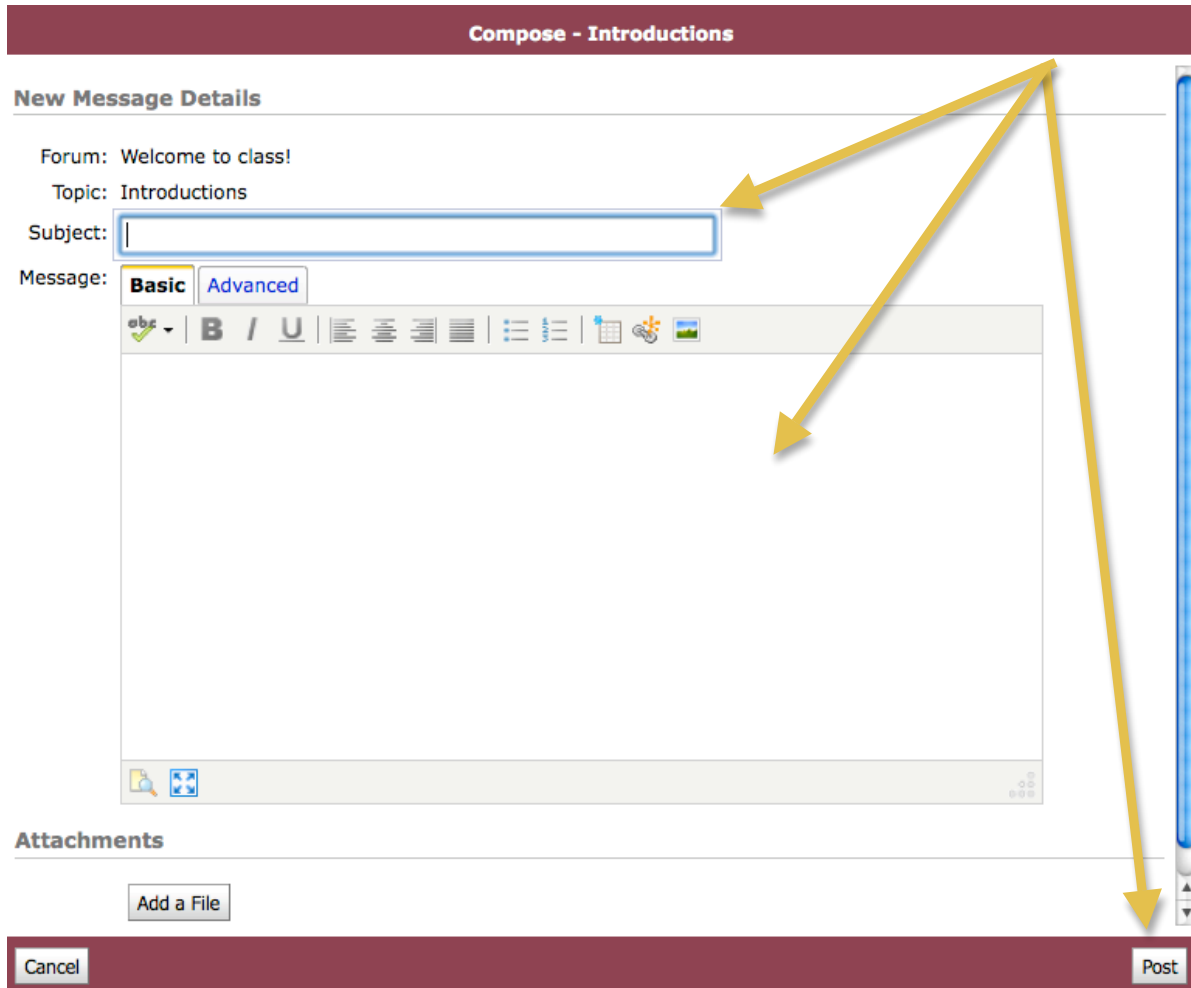 Compose - Introductions
New Message Details
Forum: Welcome to class!
Topic: Introductions
Subject:
Message: Basic Advanced
abc B I U
Attachments
Add a File
Cancel Post